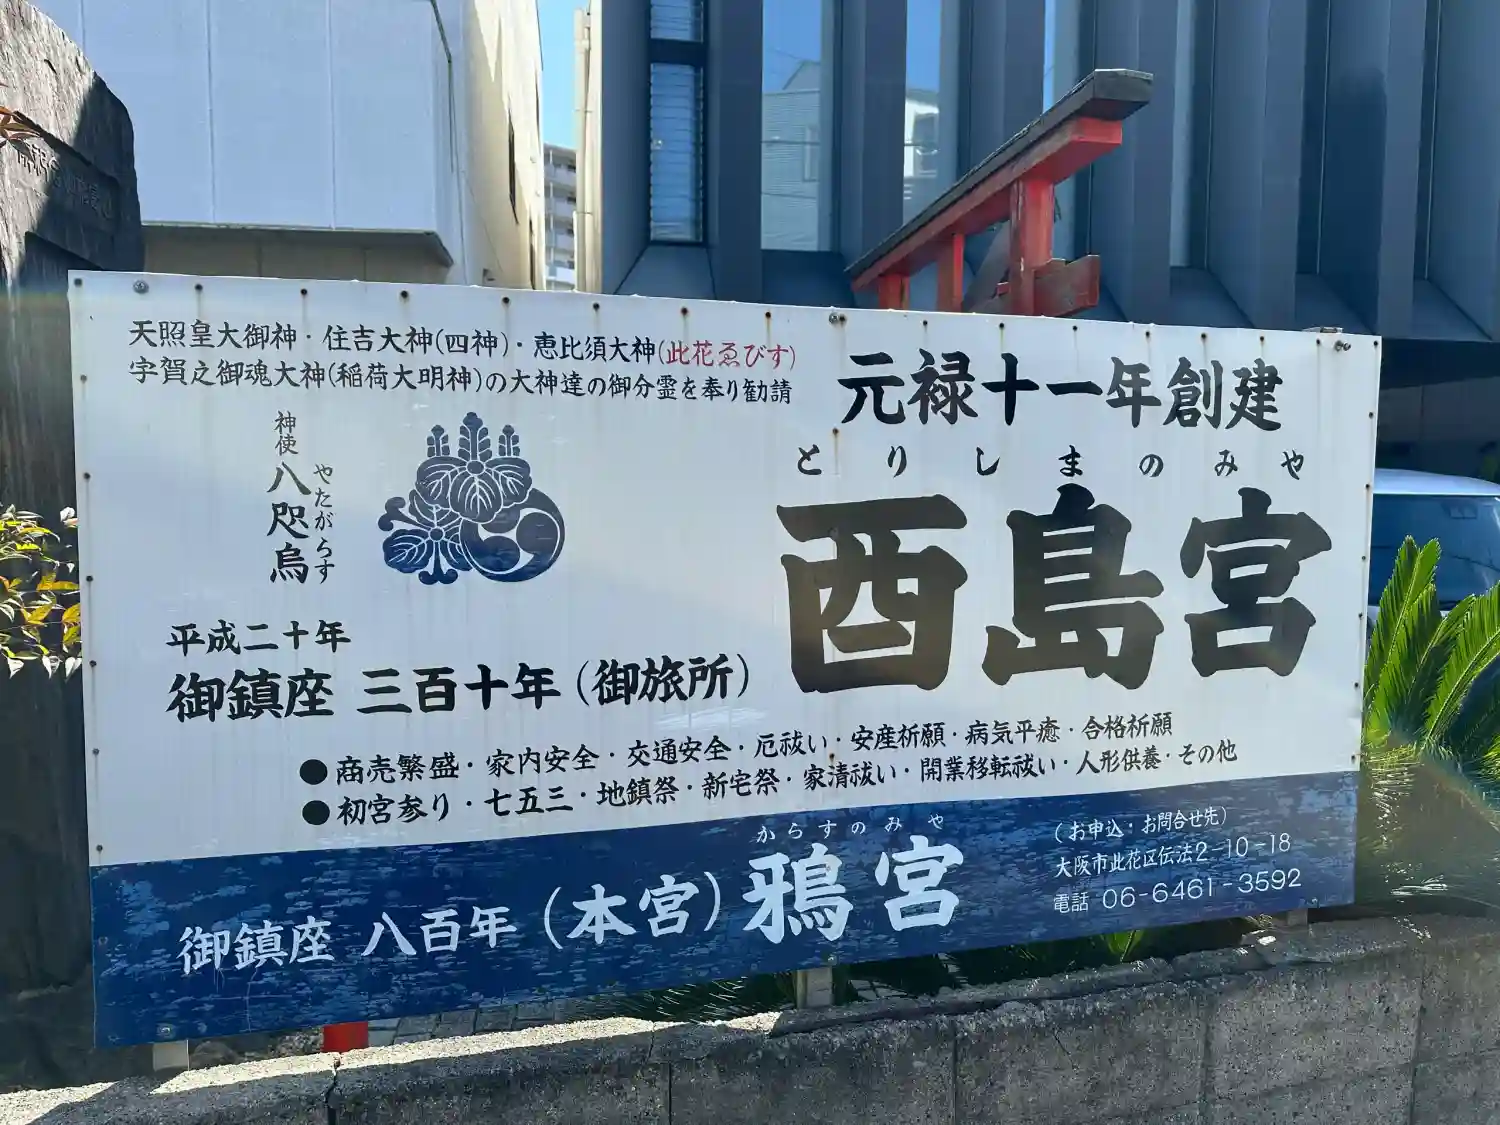 天照皇大御神・住吉大神(四神)・恵比須大神(此花ゑびす)
宇賀之御魂大神(稲荷大明神)の大神達の御分霊を奉り勧請
元禄十一年創建
とりしまのみや
酉島宮
神使
八咫烏
やたがらす
平成二十年
御鎮座 三百十年(御旅所)
●商売繁盛・家内安全・交通安全・厄祓い・安産祈願・病気平癒・合格祈願
●初宮参り・七五三・地鎮祭・新宅祭・家清祓い・開業移転祓い・人形供養・その他
からすのみや
御鎮座 八百年(本宮)鴉宮
(お申込・お問合せ先)
大阪市此花区伝法2-10-18
電話 06-6461-3592